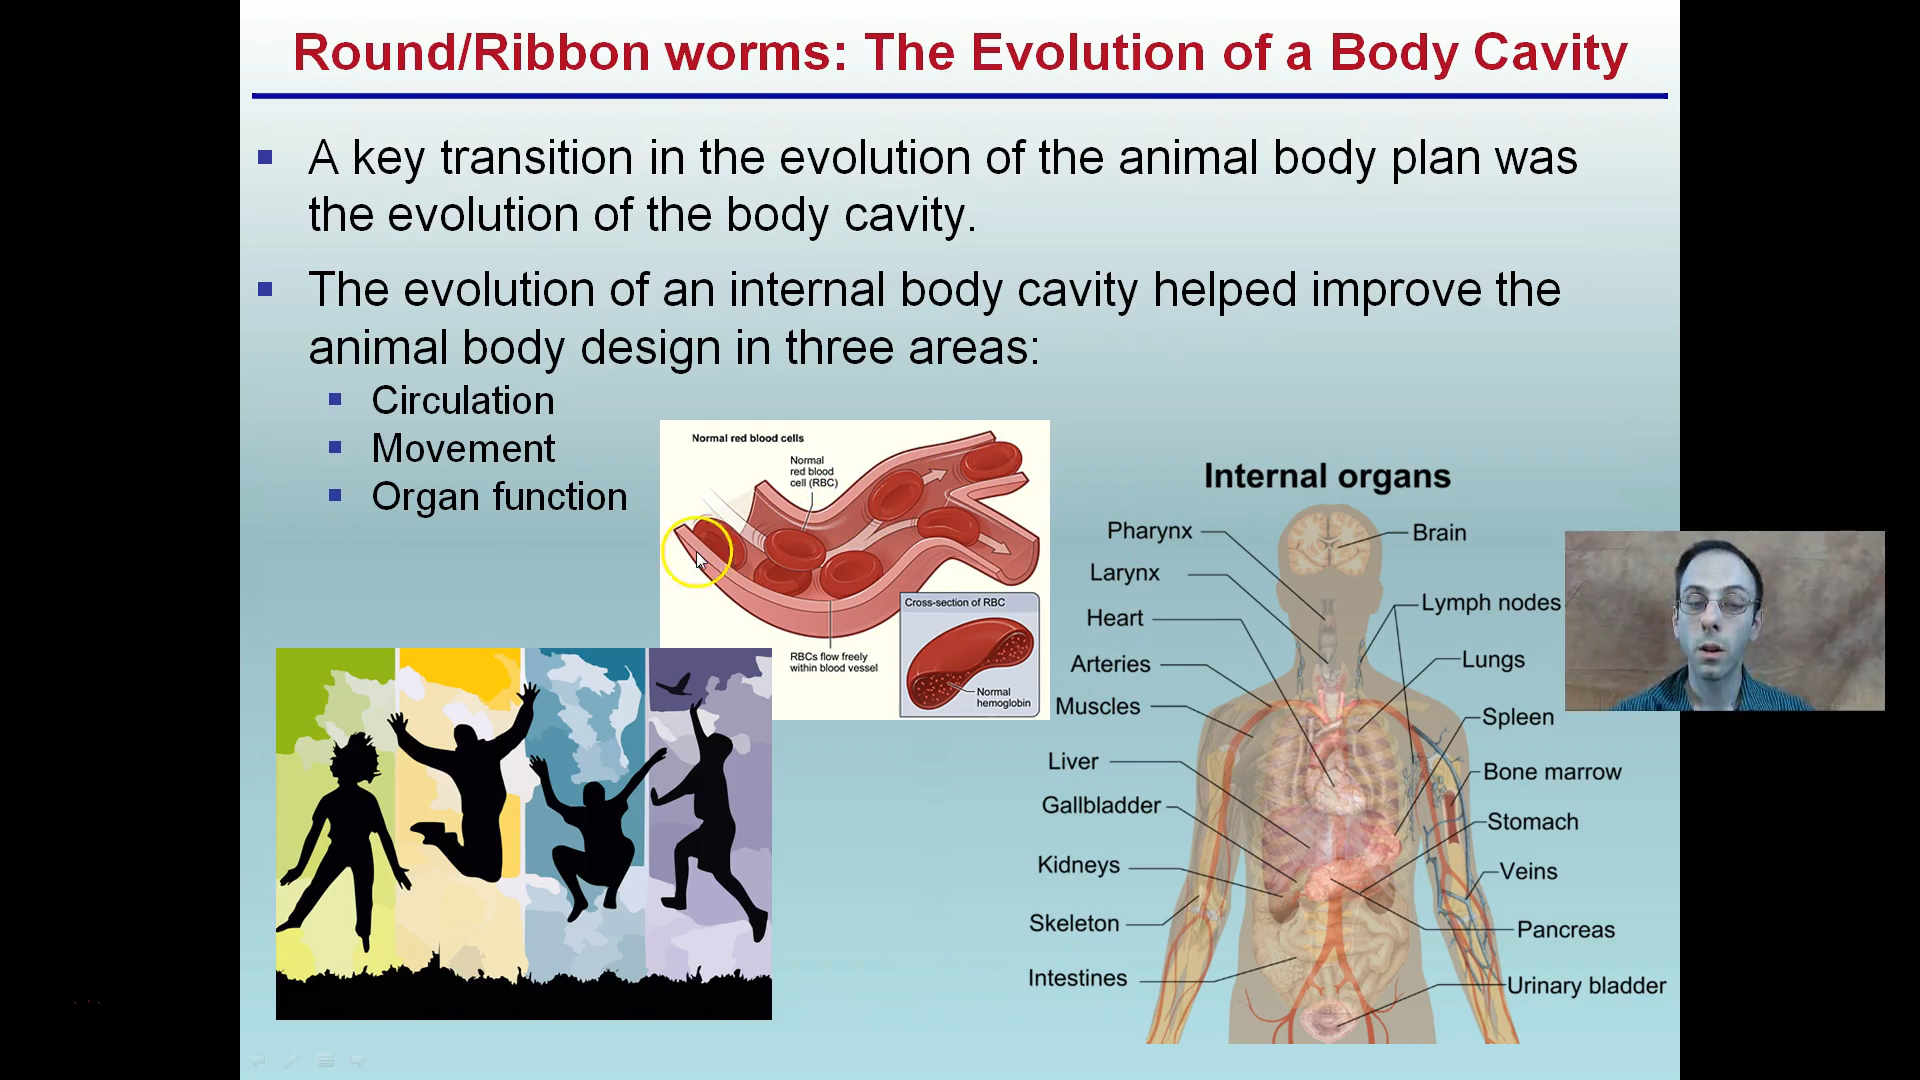 Round/Ribbon worms: The Evolution of a Body Cavity
A key transition in the evolution of the animal body plan was
the evolution of the body cavity.
The evolution of an internal body cavity helped improve the
animal body design in three areas:
Circulation
Movement
Organ function
Normal red blood cells
Normal
red blood
cell (RBC)
Cross-section of RBC
RBCs flow freely
within blood vessel
Normal
hemoglobin
Internal organs
Pharynx
Larynx
Heart
Arteries
Muscles
Liver
Gallbladder
Kidneys
Skeleton
Intestines
Brain
Lymph nodes
Lungs
Spleen
Bone marrow
Stomach
Veins
Pancreas
Urinary bladder